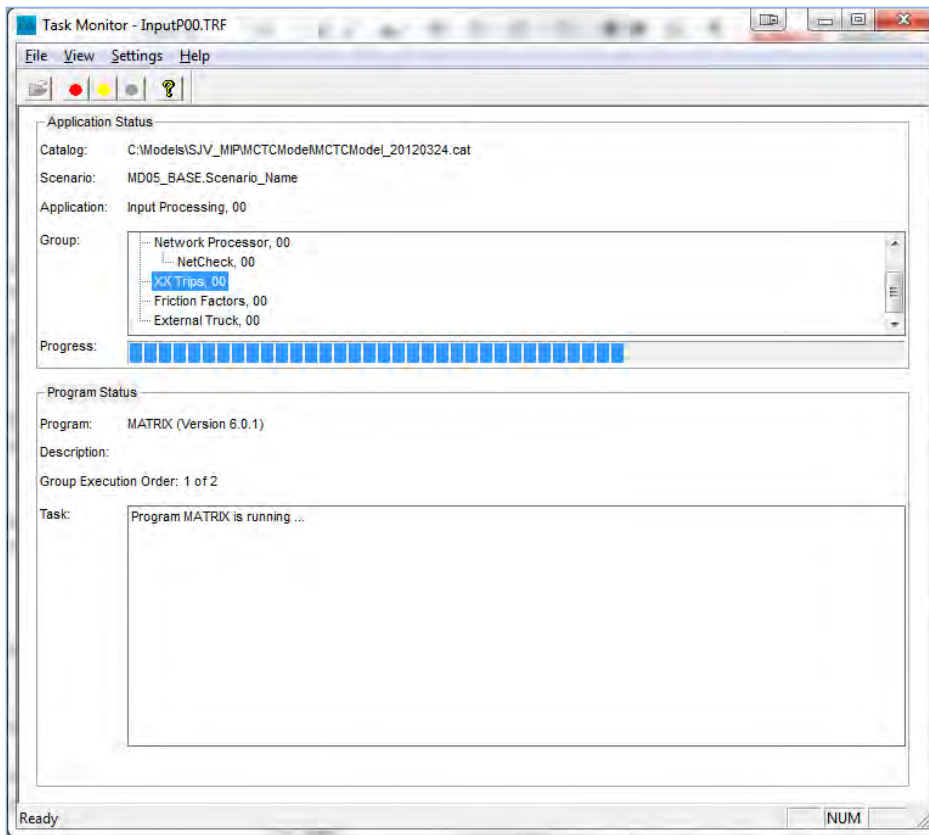 Task Monitor - InputP00.TRF
File View Settings Help
Application Status
Catalog: C:\Models\SJV_MIP\MCTCModel\MCTCModel_20120324.cat
Scenario: MD05_BASE.Scenario_Name
Application: Input Processing, 00
Group:
Network Processor, 00
NetCheck, 00
XX Trips, 00
Friction Factors, 00
External Truck, 00
Progress:
Program Status
Program: MATRIX (Version 6.0.1)
Description:
Group Execution Order: 1 of 2
Task: Program MATRIX is running ...
Ready NUM